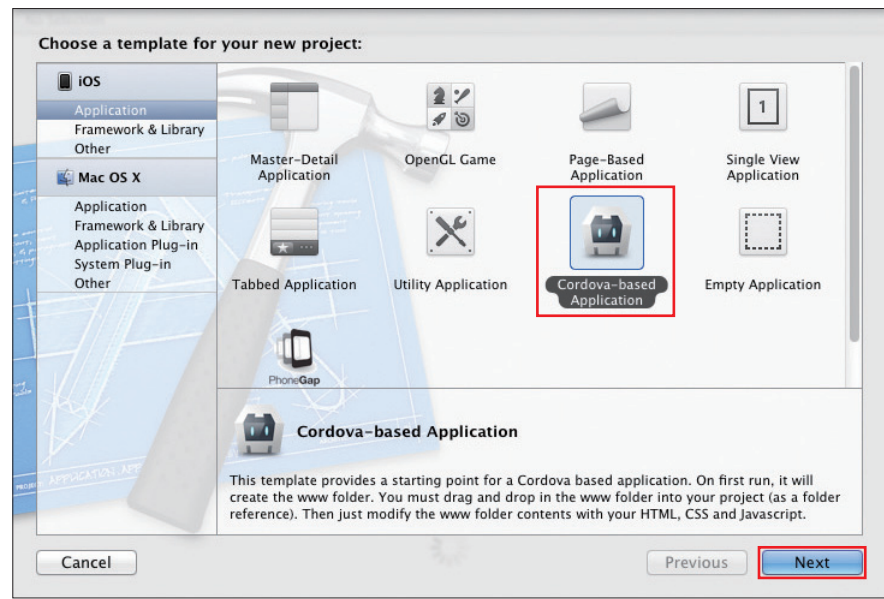 Choose a template for your new project:
iOS
Application
Framework & Library
Other
Mac OS X
Application
Framework & Library
Application Plug-in
System Plug-in
Other
Master-Detail
Application
OpenGL Game
1
Page-Based
Application
Single View
Application
Tabbed Application
Utility Application
Cordova-based
Application
Empty Application
PhoneGap
Cordova-based Application
This template provides a starting point for a Cordova based application. On first run, it will
create the www folder. You must drag and drop in the www folder into your project (as a folder
reference). Then just modify the www folder contents with your HTML, CSS and Javascript.
Cancel
Previous
Next